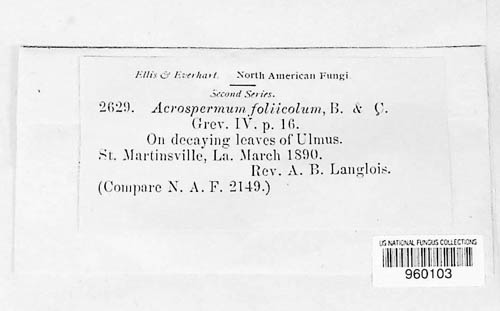 Ellis & Everhart. North American Fungi.
Second Series.
2629. Acrospermum foliicolum, B. & C.
Grev. IV. p. 16.
On decaying leaves of Ulmus.
St. Martinsville, La. March 1890.
Rev. A. B. Langlois.
(Compare N. A. F. 2149.)
US NATIONAL FUNGUS COLLECTIONS
960103